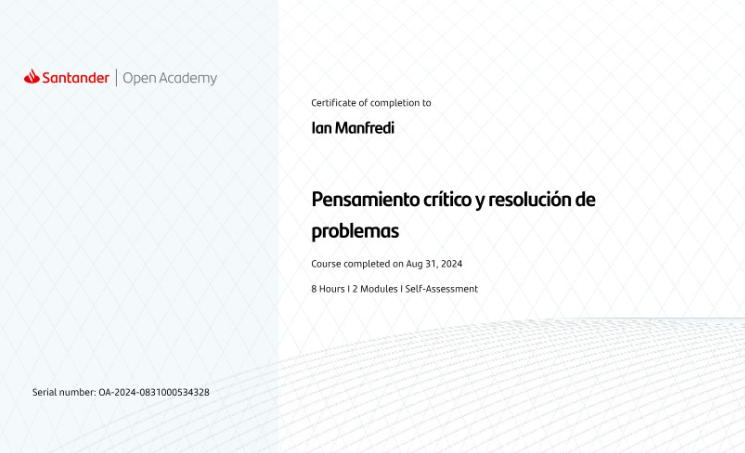 Santander | Open Academy
Certificate of completion to
Ian Manfredi
Pensamiento crítico y resolución de
problemas
Course completed on Aug 31, 2024
8 Hours I 2 Modules I Self-Assessment
Serial number: OA-2024-0831000534328